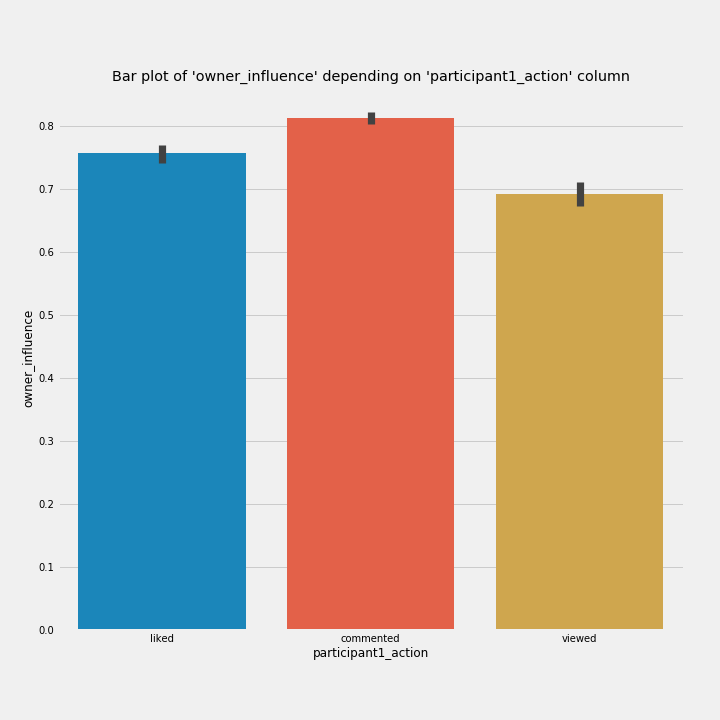 Bar plot of 'owner_influence' depending on 'participant1_action' column
owner_influence
0.8
0.7
0.6
0.5
0.4
0.3
0.2
0.1
0.0
liked commented viewed
participant1_action